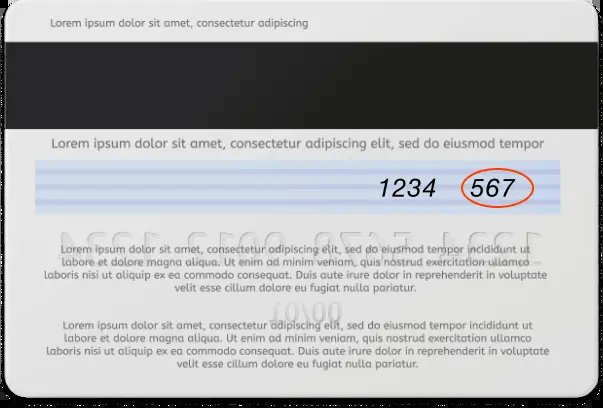 Lorem ipsum dolor sit amet, consectetur adipiscing
Lorem ipsum dolor sit amet, consectetur adipiscing elit, sed do eiusmod tempor
1234 567
Lorem ipsum dolor sit amet, consectetur adipiscing elit, sed do eiusmod tempor incididunt ut
labore et dolore magna aliqua. Ut enim ad minim veniam, quis nostrud exercitation ullamco
laboris nisi ut aliquip ex ea commodo consequat. Duis aute irure dolor in reprehenderit in voluptate
velit esse cillum dolore eu fugiat nulla pariatur.
Lorem ipsum dolor sit amet, consectetur adipiscing elit, sed do eiusmod tempor incididunt ut
labore et dolore magna aliqua. Ut enim ad minim veniam, quis nostrud exercitation ullamco
laboris nisi ut aliquip ex ea commodo consequat. Duis aute irure dolor in reprehenderit in voluptate
velit esse cillum dolore eu fugiat nulla pariatur.